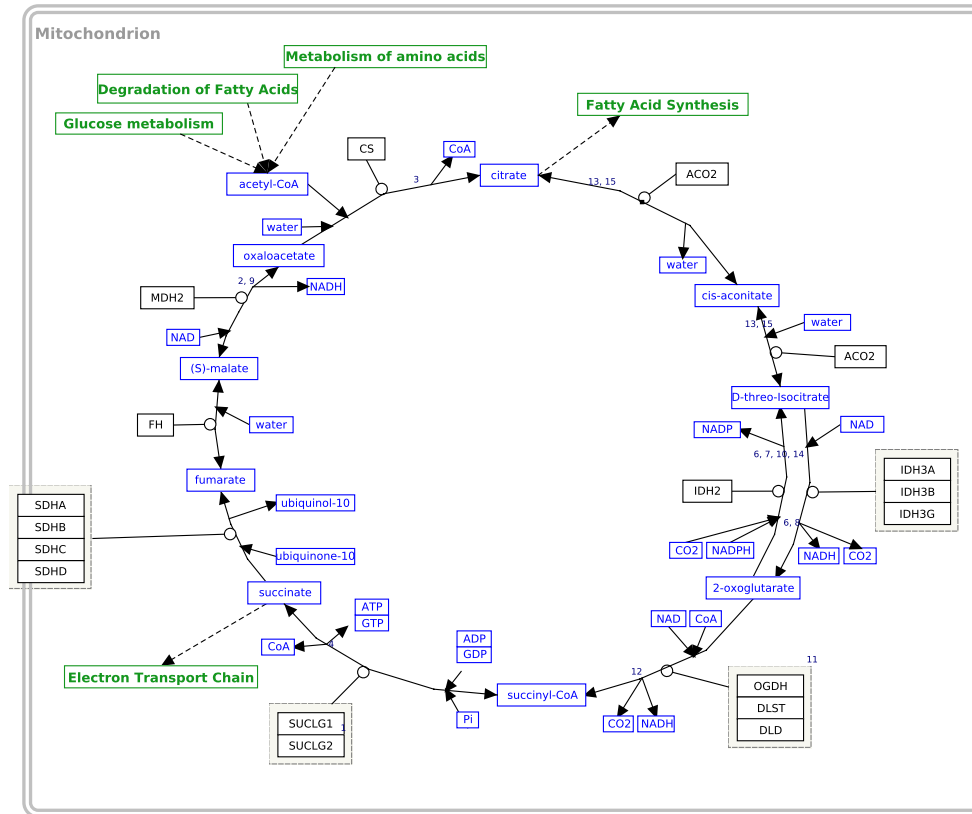 Mitochondrion
Metabolism of amino acids
Degradation of Fatty Acids
Glucose metabolism
Fatty Acid Synthesis
CS
CoA
3
citrate
13, 15
ACO2
acetyl-CoA
water
oxaloacetate
water
2, 9
NADH
MDH2
cis-aconitate
13, 15
water
NAD
ACO2
(S)-malate
D-threo-Isocitrate
FH
water
NADP
NAD
6, 7, 10, 14
fumarate
IDH3A
IDH3B
IDH3G
IDH2
ubiquinol-10
SDHA
SDHB
SDHC
SDHD
6, 8
CO2
NADPH
NADH
CO2
ubiquinone-10
succinate
2-oxoglutarate
ATP
GTP
NAD
CoA
CoA
4
ADP
GDP
11
Electron Transport Chain
12
succinyl-CoA
OGDH
DLST
DLD
Pi
CO2
NADH
SUCLG1
1
SUCLG2